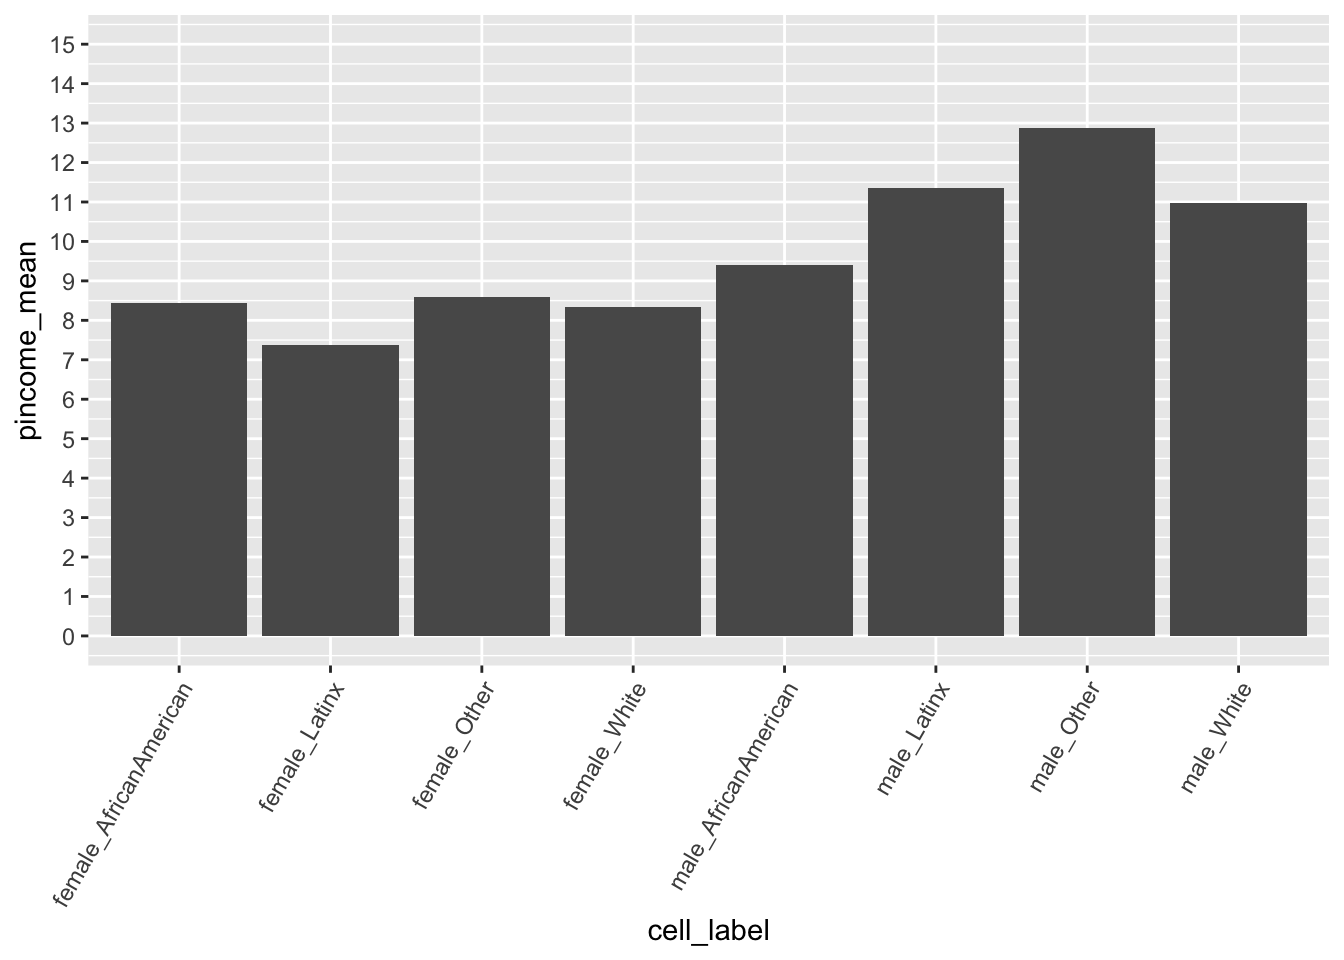 pincome_mean
15
14
13
12
11
10
9
8
7
6
5
4
3
2
1
0
female_AfricanAmerican
female_Latinx
female_Other
female_White
male_AfricanAmerican
male_Latinx
male_Other
male_White
cell_label